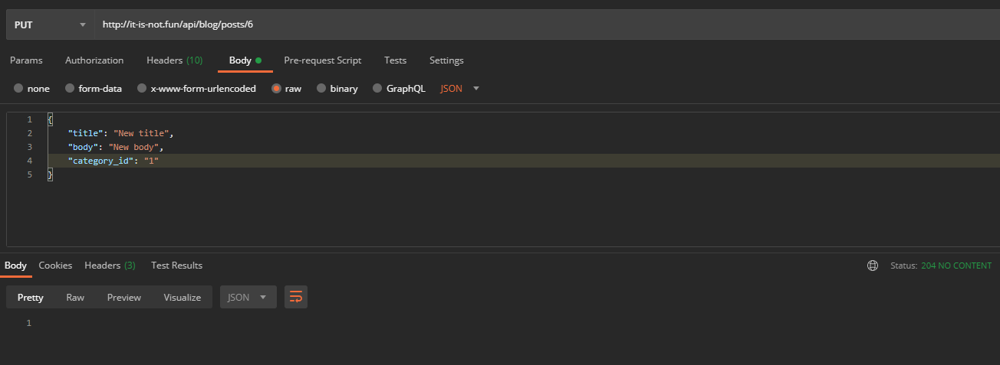 PUT http://it-is-not.fun/api/blog/posts/6
Params Authorization Headers (10) Body Pre-request Script Tests Settings
none form-data x-www-form-urlencoded raw binary GraphQL JSON
1 {
2 "title": "New title",
3 "body": "New body",
4 "category_id": "1"
5 }
Body Cookies Headers (3) Test Results Status: 204 NO CONTENT
Pretty Raw Preview Visualize JSON
1